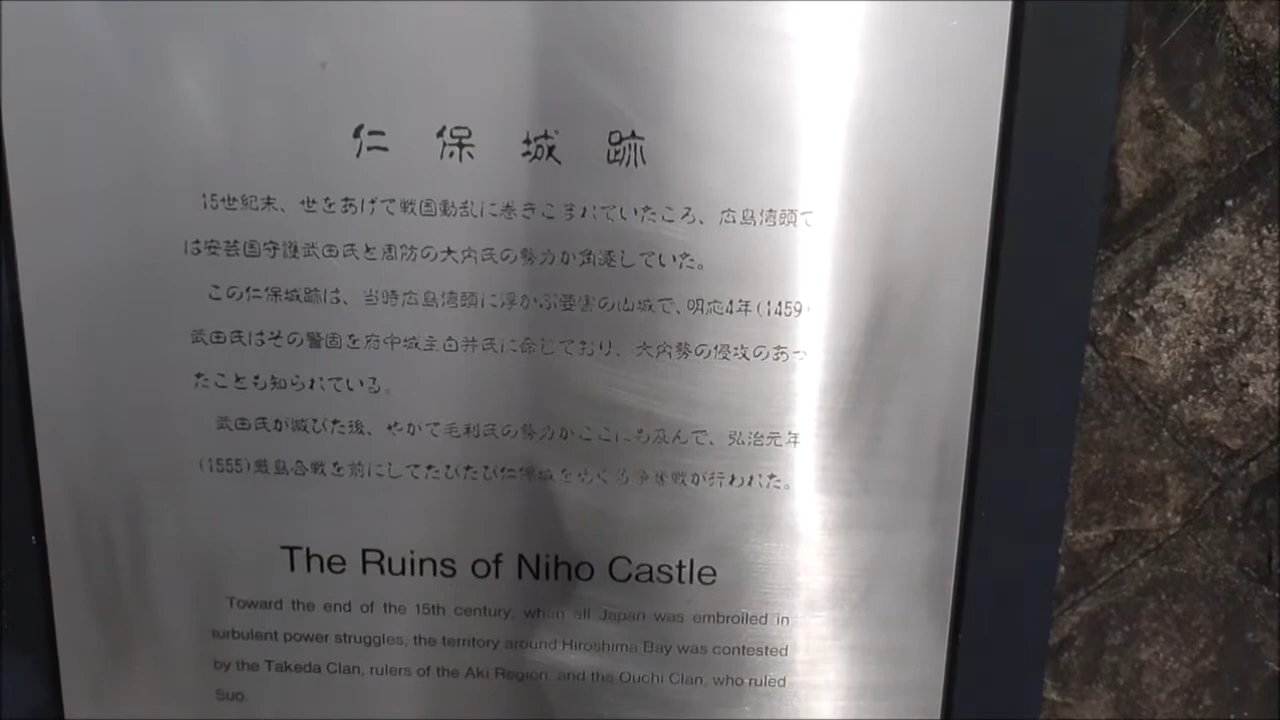 仁保城跡
15世紀末、世をあげて戦国動乱に巻きこまれていたころ、広島湾頭で
は安芸国守護武田氏と周防の大内氏の勢力が角逐していた。
この仁保城跡は、当時広島湾頭に浮かぶ要害の山城で、明応4年(1459)
武田氏はその警固を府中城主白井氏に命じており、大内勢の侵攻のあっ
たことも知られている。
武田氏が滅びた後、やがて毛利氏の勢力がここにも及んで、弘治元年
(1555)厳島合戦を前にしてたびたび仁保城をめぐる争奪戦が行われた。
The Ruins of Niho Castle
Toward the end of the 15th century, when all Japan was embroiled in
turbulent power struggles, the territory around Hiroshima Bay was contested
by the Takeda Clan, rulers of the Aki Region, and the Ouchi Clan, who ruled
Suo.